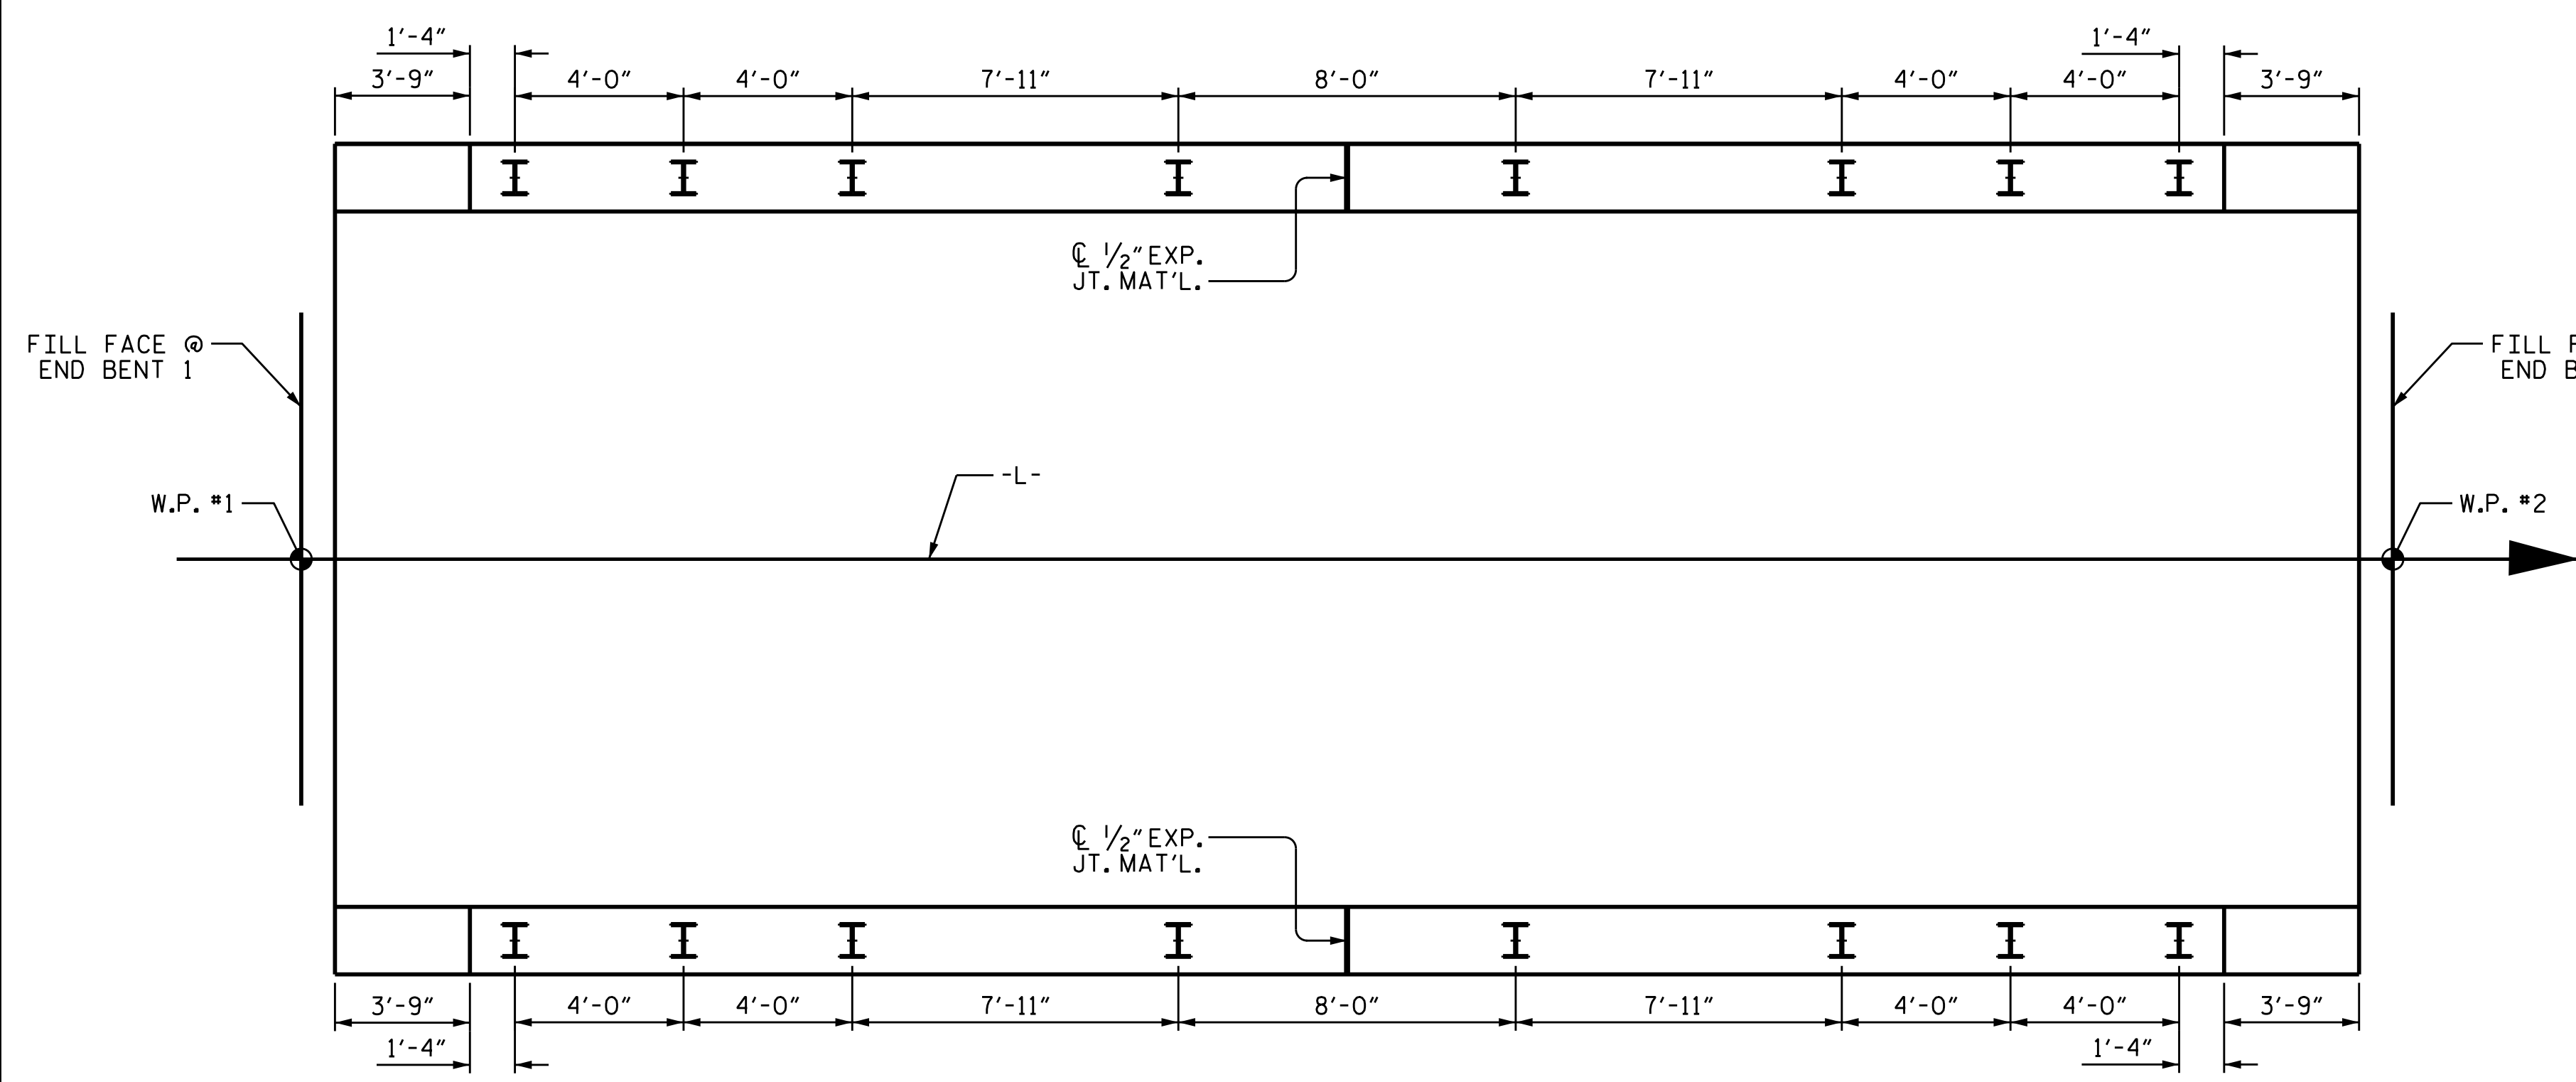 1'-4"
1'-4"
3'-9" 4'-0" 4'-0" 7'-11" 8'-0" 7'-11" 4'-0" 4'-0" 3'-9"
℄ ½" EXP.
JT. MAT'L.
FILL FACE @
END BENT 1
FILL
END
-L-
W.P. #1
W.P. #2
℄ ½" EXP.
JT. MAT'L.
3'-9" 4'-0" 4'-0" 7'-11" 8'-0" 7'-11" 4'-0" 4'-0" 3'-9"
1'-4"
1'-4"